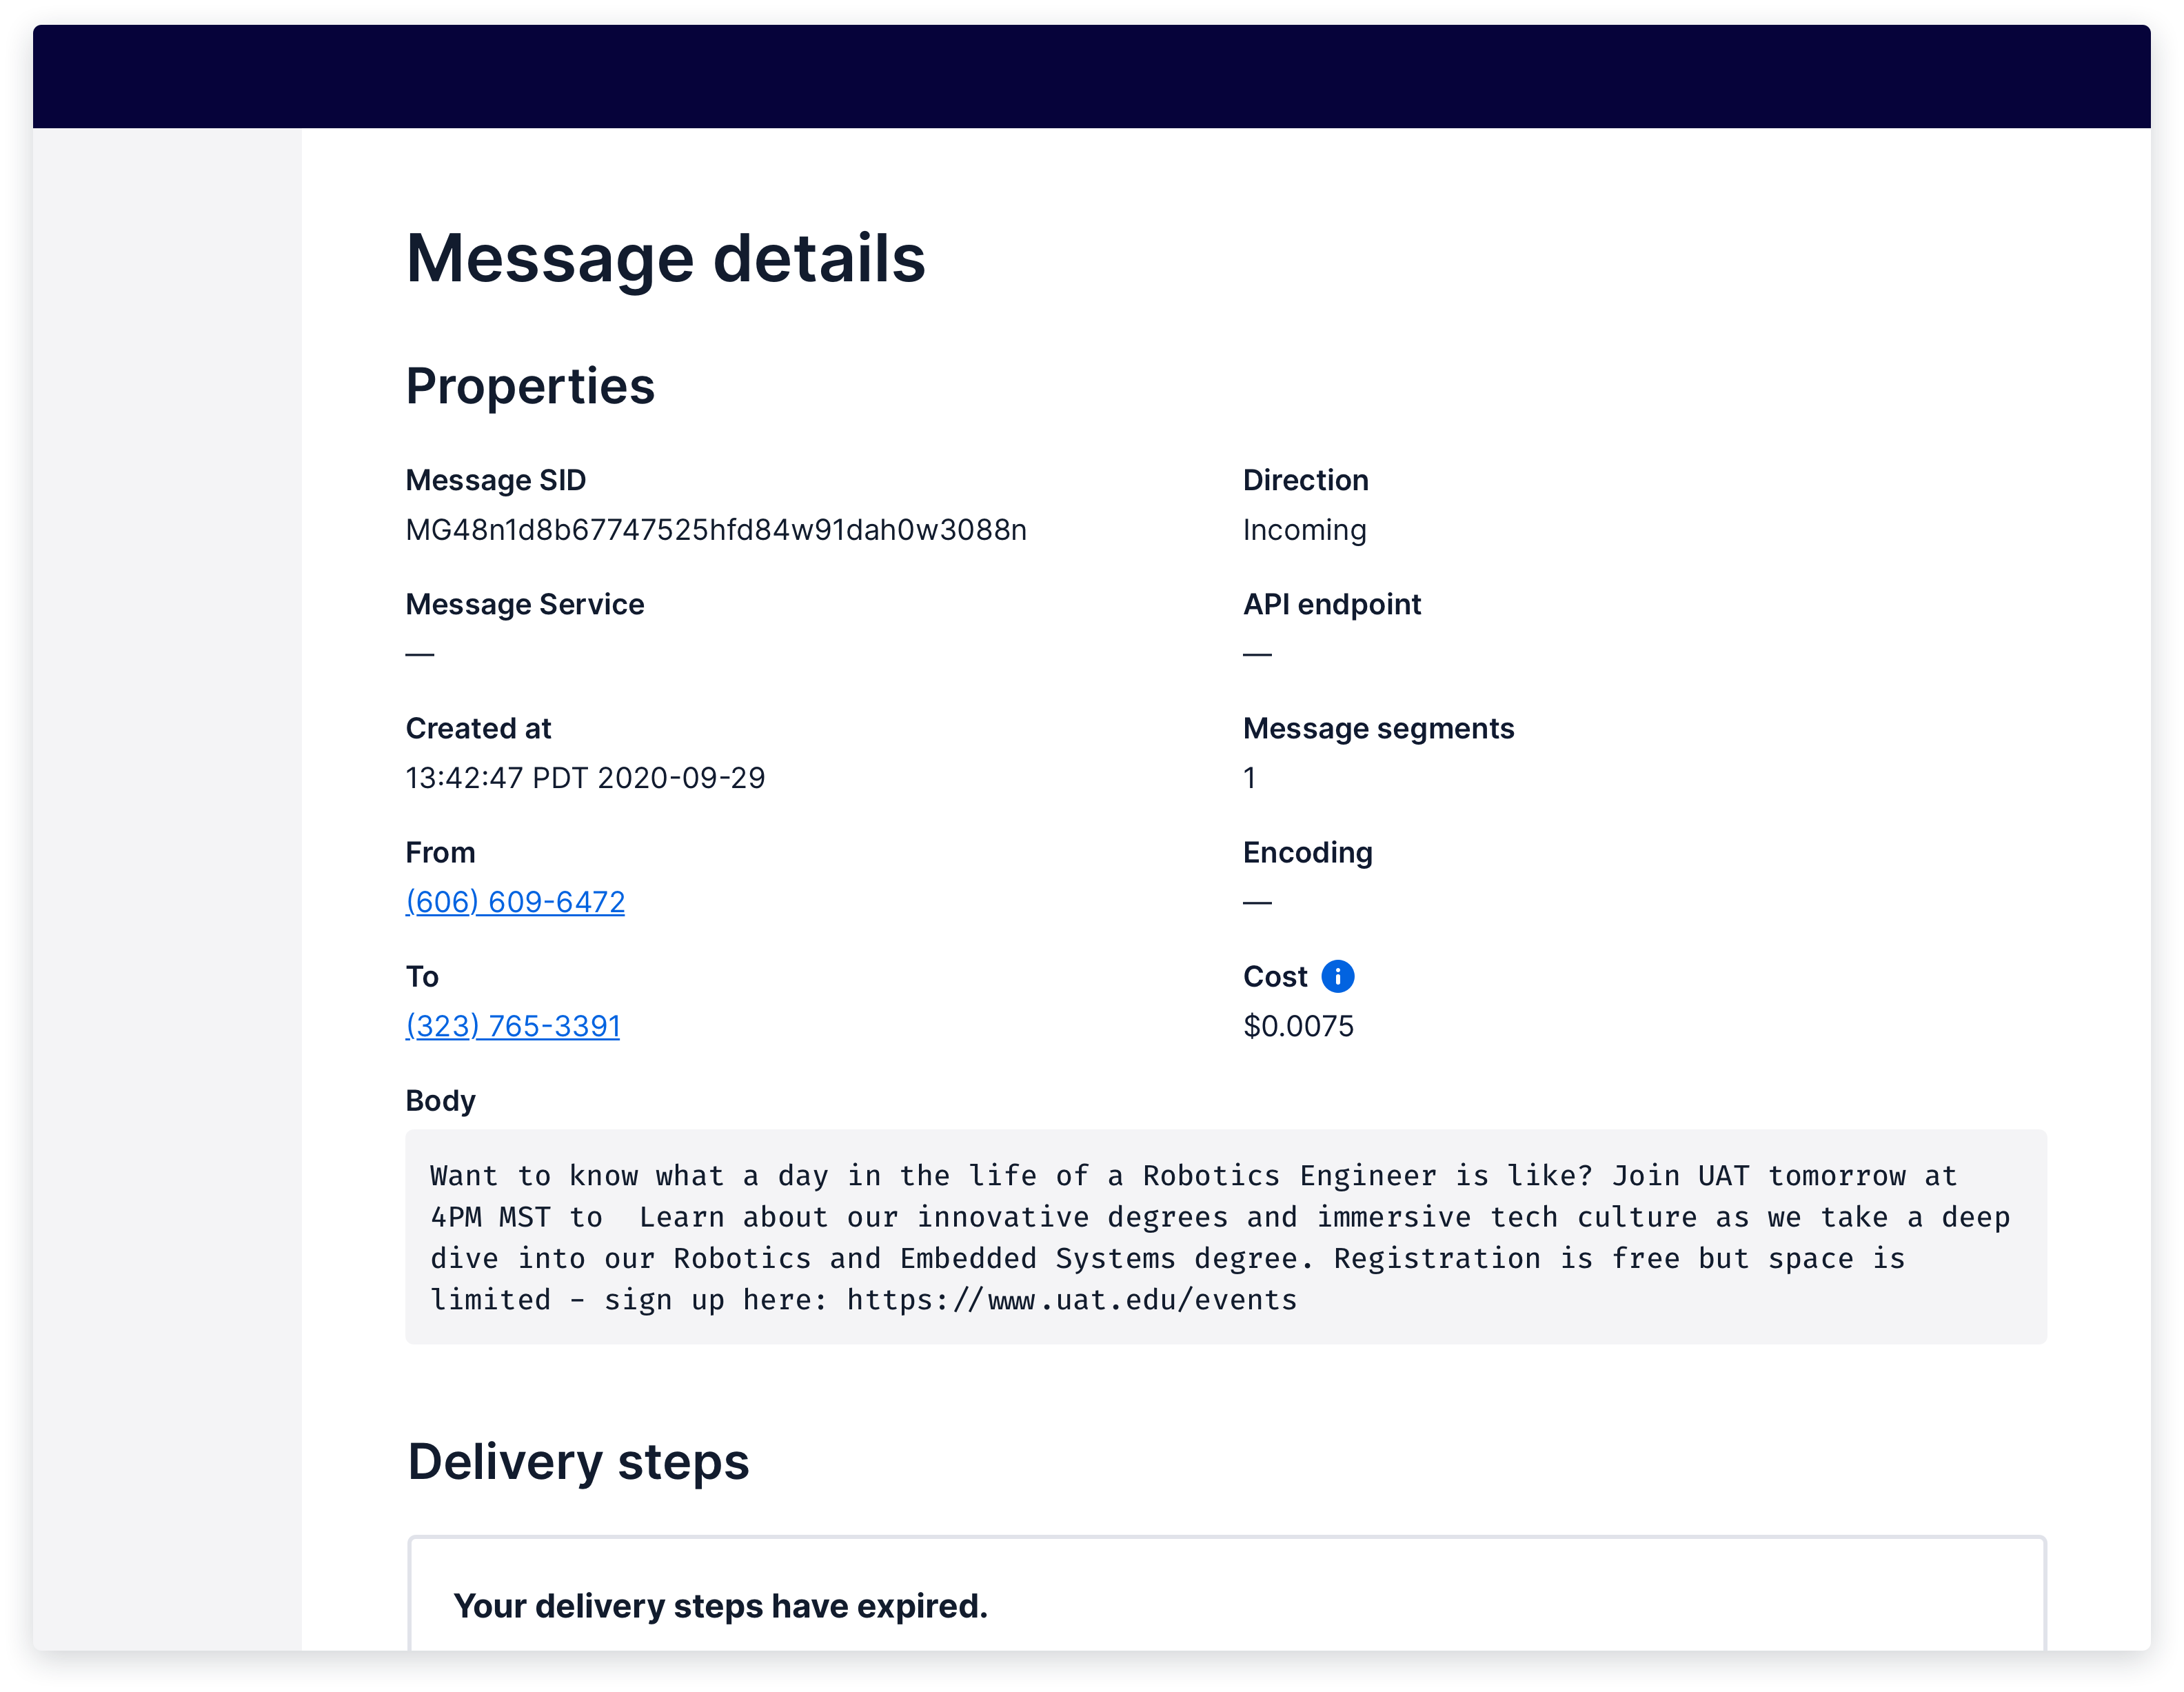 Message details
Properties
Message SID
MG48n1d8b67747525hfd84w91dah0w3088n
Direction
Incoming
Message Service
—
API endpoint
—
Created at
13:42:47 PDT 2020-09-29
Message segments
1
From
(606) 609-6472
Encoding
—
To
(323) 765-3391
Cost
$0.0075
Body
Want to know what a day in the life of a Robotics Engineer is like? Join UAT tomorrow at
4PM MST to  Learn about our innovative degrees and immersive tech culture as we take a deep
dive into our Robotics and Embedded Systems degree. Registration is free but space is
limited - sign up here: https://www.uat.edu/events
Delivery steps
Your delivery steps have expired.